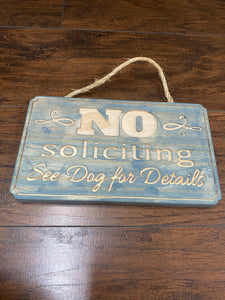 NO
soliciting
See Dog for Details